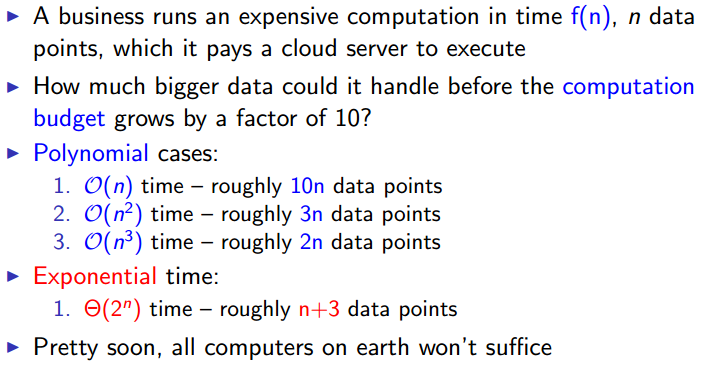 ▶ A business runs an expensive computation in time f(n), n data
points, which it pays a cloud server to execute
▶ How much bigger data could it handle before the computation
budget grows by a factor of 10?
▶ Polynomial cases:
1. 𝒪(n) time – roughly 10n data points
2. 𝒪(n²) time – roughly 3n data points
3. 𝒪(n³) time – roughly 2n data points
▶ Exponential time:
1. Θ(2ⁿ) time – roughly n+3 data points
▶ Pretty soon, all computers on earth won't suffice